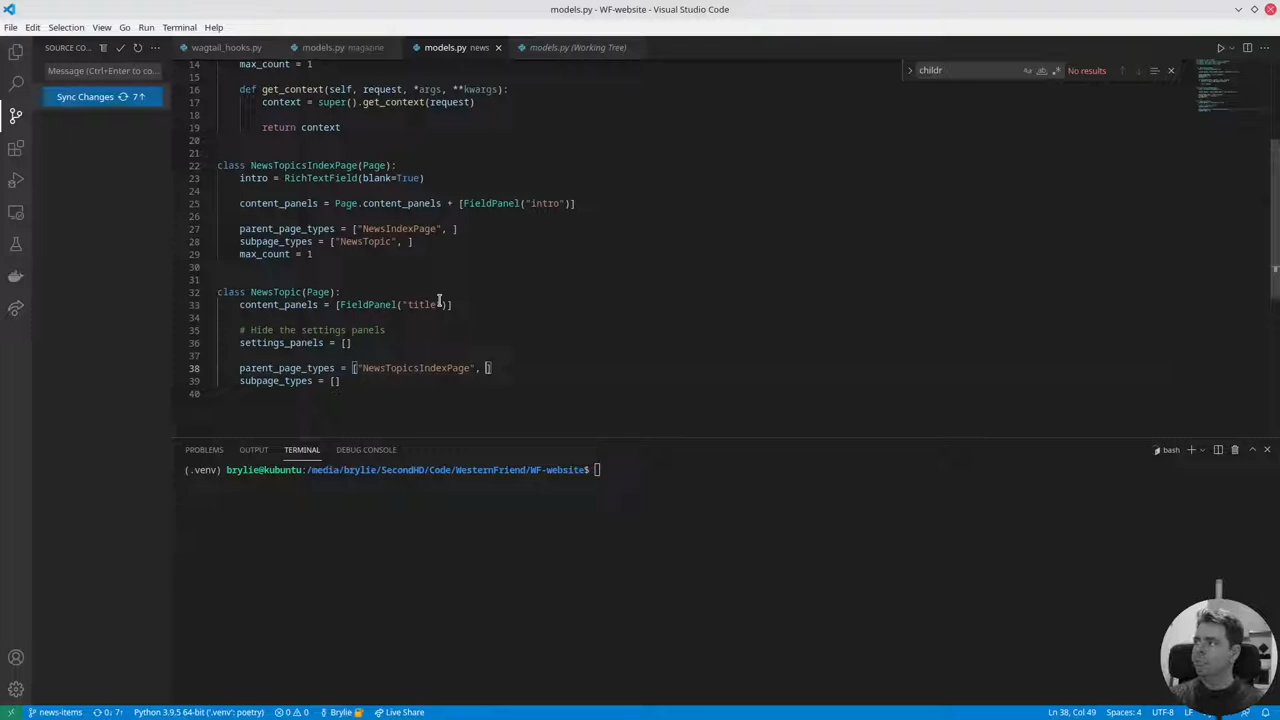 models.py - WF-website - Visual Studio Code
File Edit Selection View Go Run Terminal Help
SOURCE CO...
wagtail_hooks.py
models.py magazine
models.py news
models.py (Working Tree)
Message (Ctrl+Enter to co...
Sync Changes 7↑
childr
Aa
No results
14 max_count = 1
15
16 def get_context(self, request, *args, **kwargs):
17 context = super().get_context(request)
18
19 return context
20
21
22 class NewsTopicsIndexPage(Page):
23 intro = RichTextField(blank=True)
24
25 content_panels = Page.content_panels + [FieldPanel("intro")]
26
27 parent_page_types = ["NewsIndexPage", ]
28 subpage_types = ["NewsTopic", ]
29 max_count = 1
30
31
32 class NewsTopic(Page):
33 content_panels = [FieldPanel("title")]
34
35 # Hide the settings panels
36 settings_panels = []
37
38 parent_page_types = ["NewsTopicsIndexPage", ]
39 subpage_types = []
40
PROBLEMS OUTPUT TERMINAL DEBUG CONSOLE
bash
(.venv) brylie@kubuntu:/media/brylie/SecondHD/Code/WesternFriend/WF-website$
news-items 0↓ 7↑ Python 3.9.5 64-bit ('.venv': poetry) 0 0 Brylie Live Share
Ln 38, Col 49 Spaces: 4 UTF-8 LF